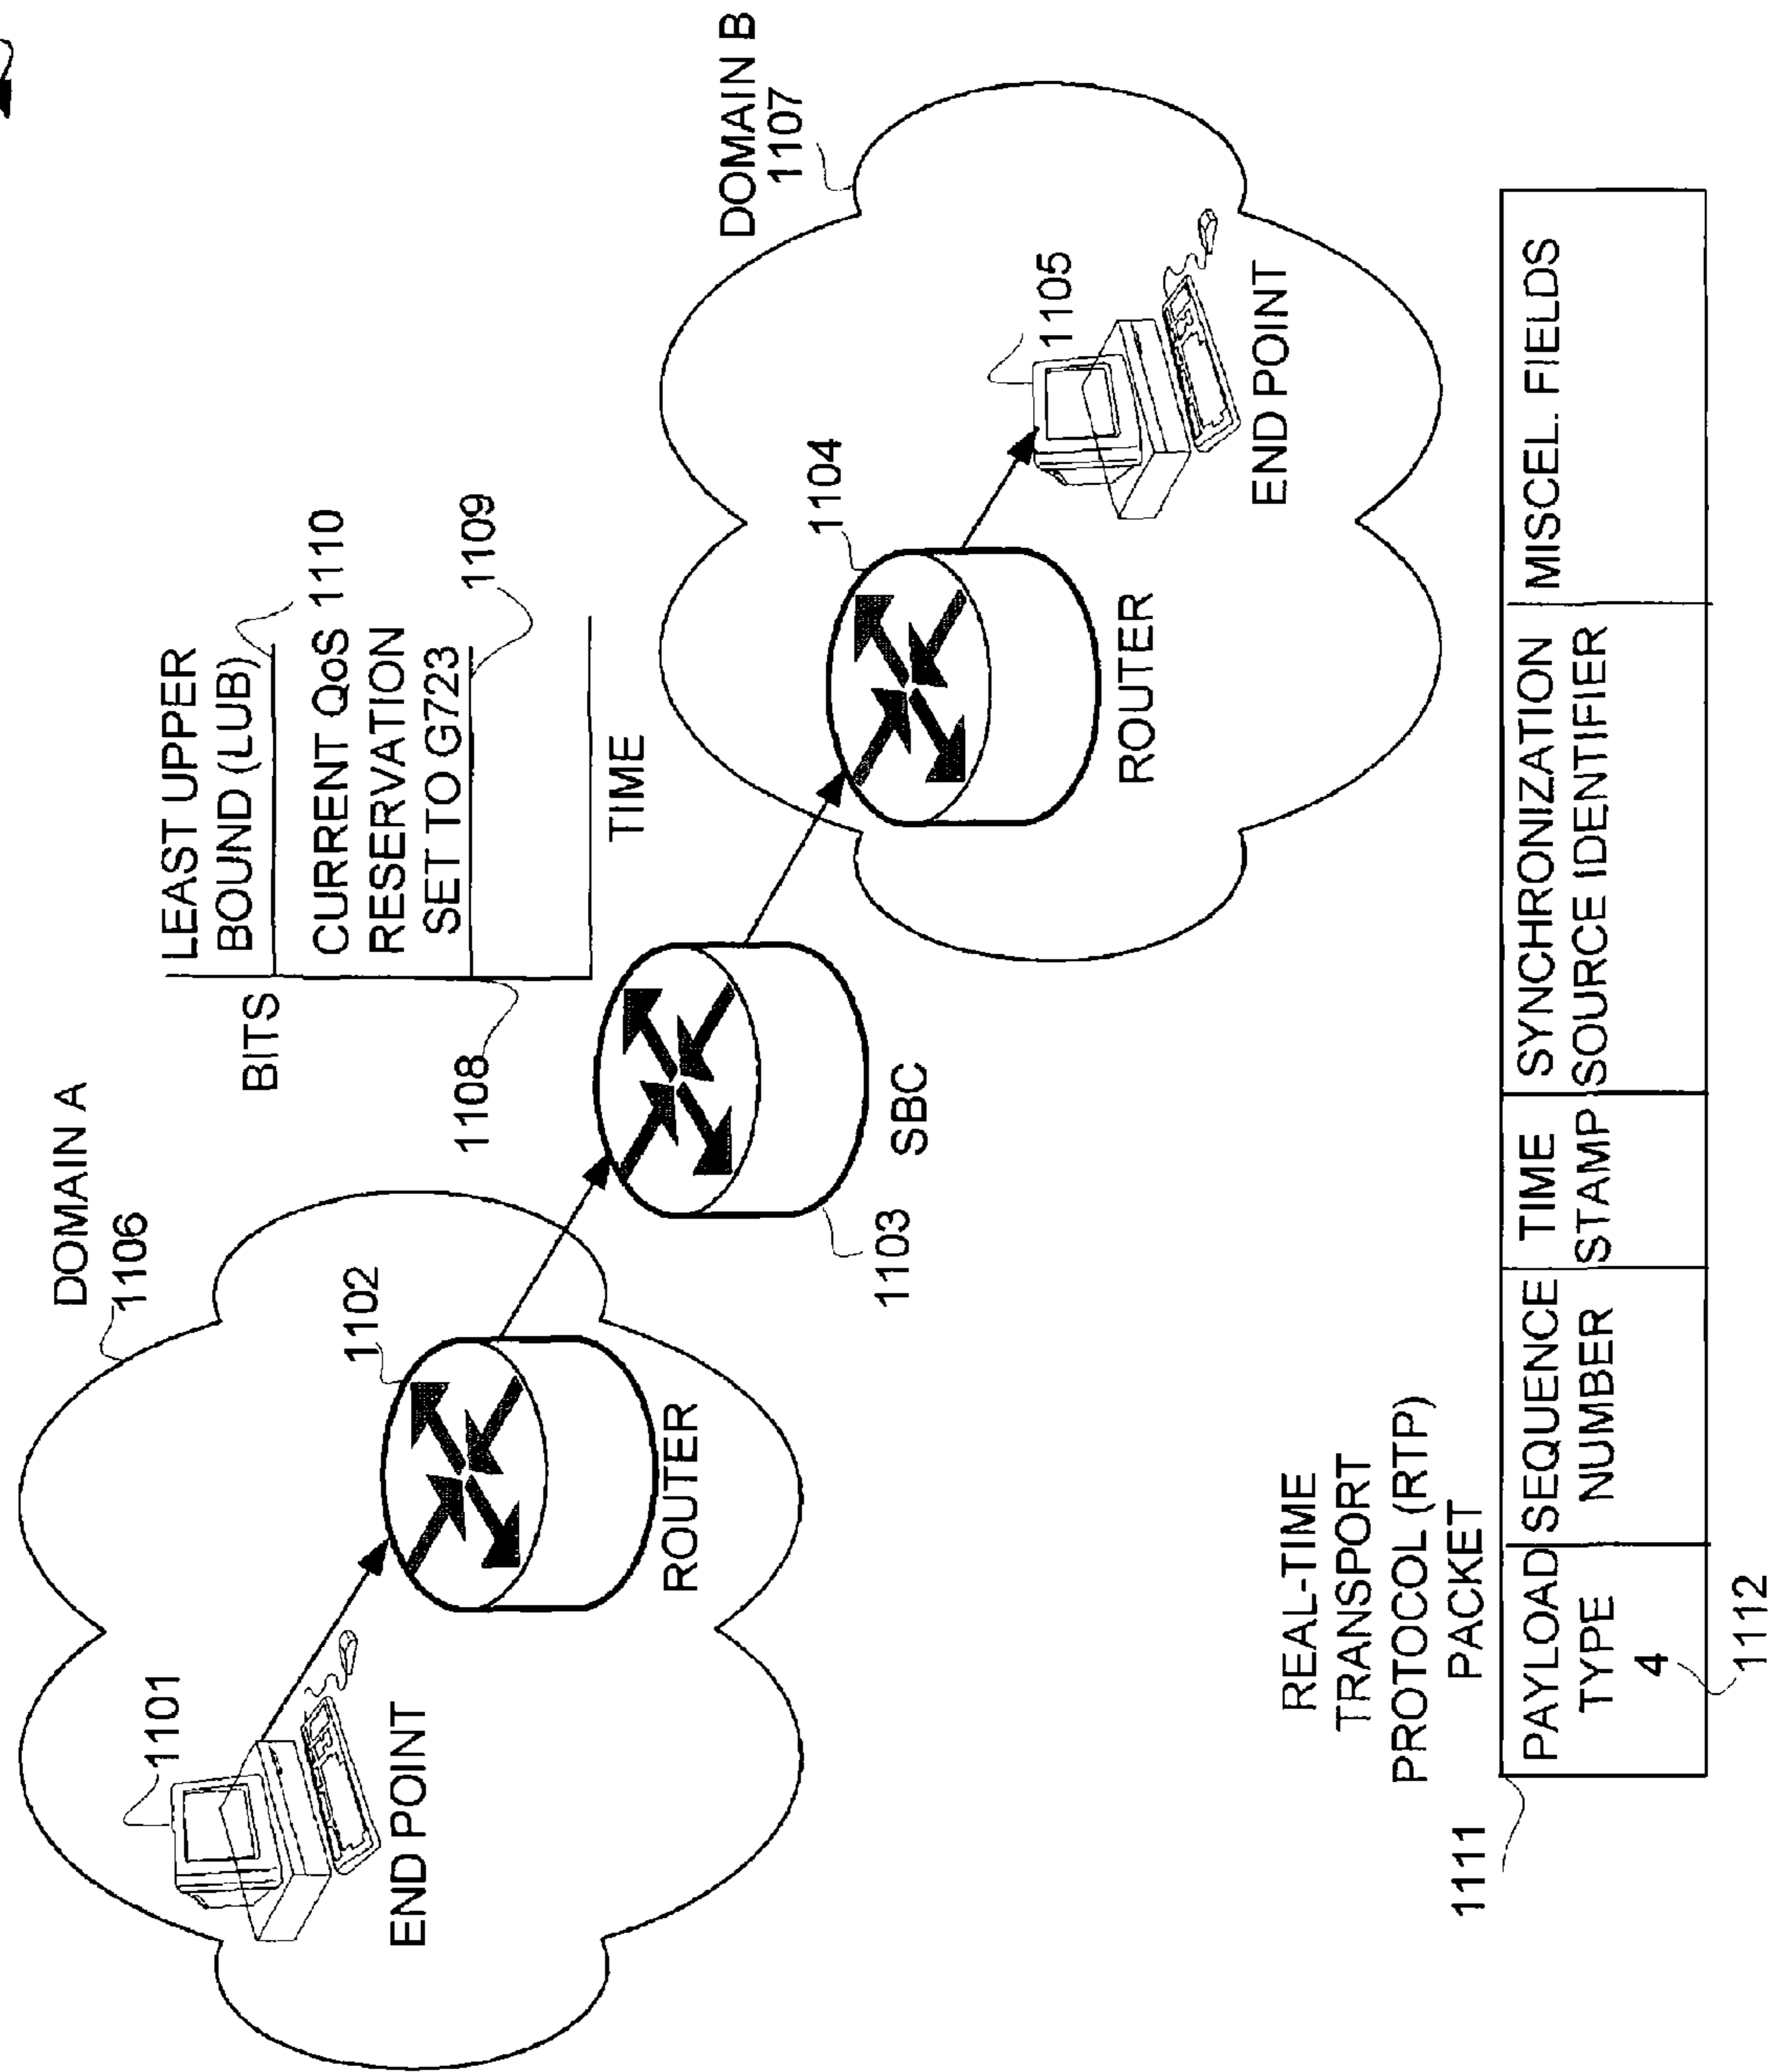 DOMAIN A
1106
1101
END POINT
1102
ROUTER
1103
SBC
BITS
1108
LEAST UPPER
BOUND (LUB)
1110
CURRENT QoS
RESERVATION
SET TO G723
1109
TIME
DOMAIN B
1107
1104
ROUTER
1105
END POINT
REAL-TIME
TRANSPORT
PROTOCOL (RTP)
PACKET
1111
PAYLOAD
TYPE
4
1112
SEQUENCE
NUMBER
TIME
STAMP
SYNCHRONIZATION
SOURCE IDENTIFIER
MISCEL. FIELDS